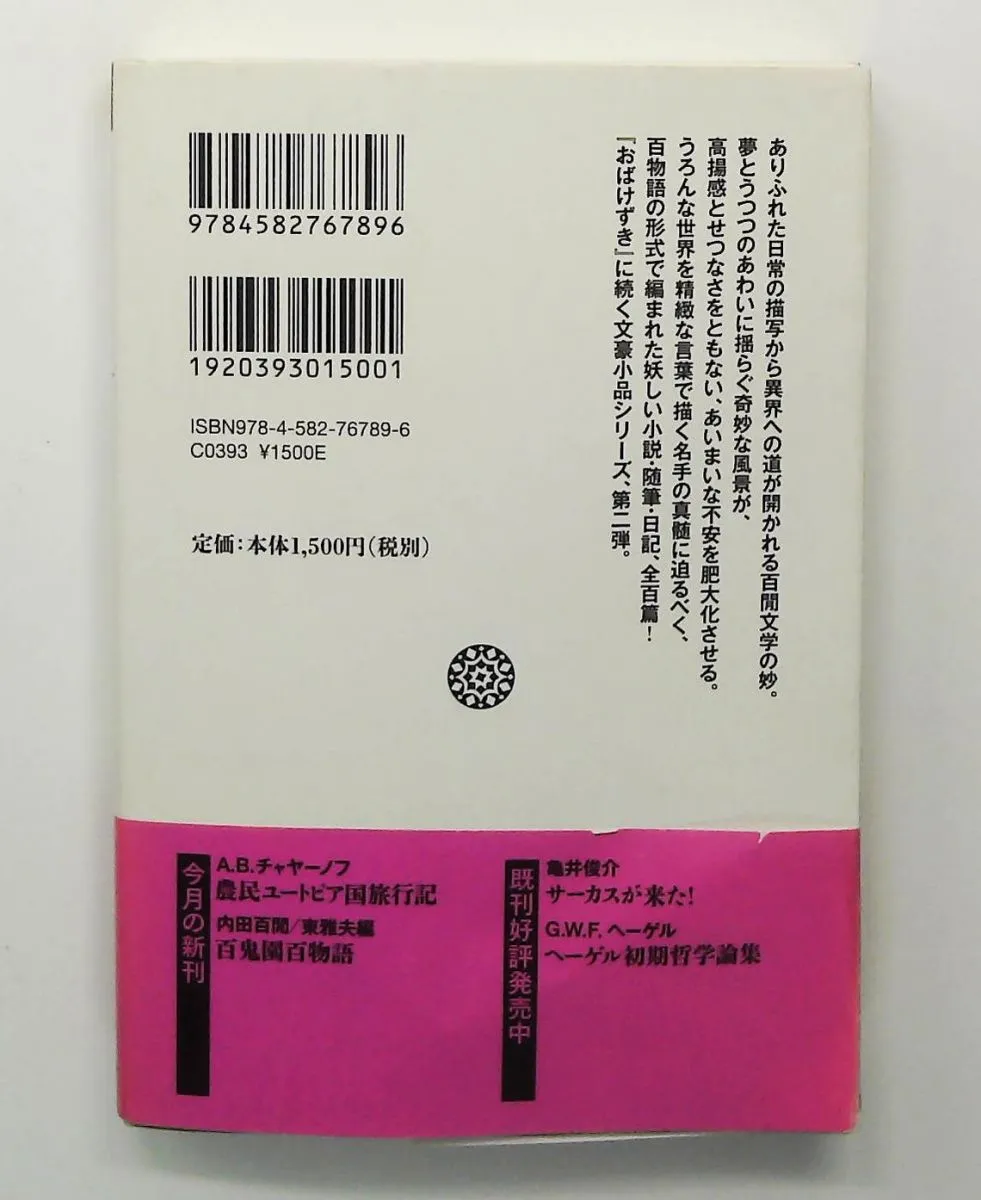 ありふれた日常の描写から異界への道が開かれる百閒文学の妙。
夢とうつつのあわいに揺らぐ奇妙な風景が、
高揚感とせつなさをともない、あいまいな不安を肥大化させる。
うろんな世界を精緻な言葉で描く名手の真髄に迫るべく、
百物語の形式で編まれた妖しい小説・随筆・日記、全百篇！
『おばけずき』に続く文豪小品シリーズ、第二弾。
9784582767896
1920393015001
ISBN978-4-582-76789-6
C0393 ¥1500E
定価：本体1,500円（税別）
今月の新刊
A.B.チャヤーノフ
農民ユートピア国旅行記
内田百閒／東雅夫編
百鬼園百物語
既刊好評発売中
亀井俊介
サーカスが来た！
G.W.F. ヘーゲル
ヘーゲル初期哲学論集